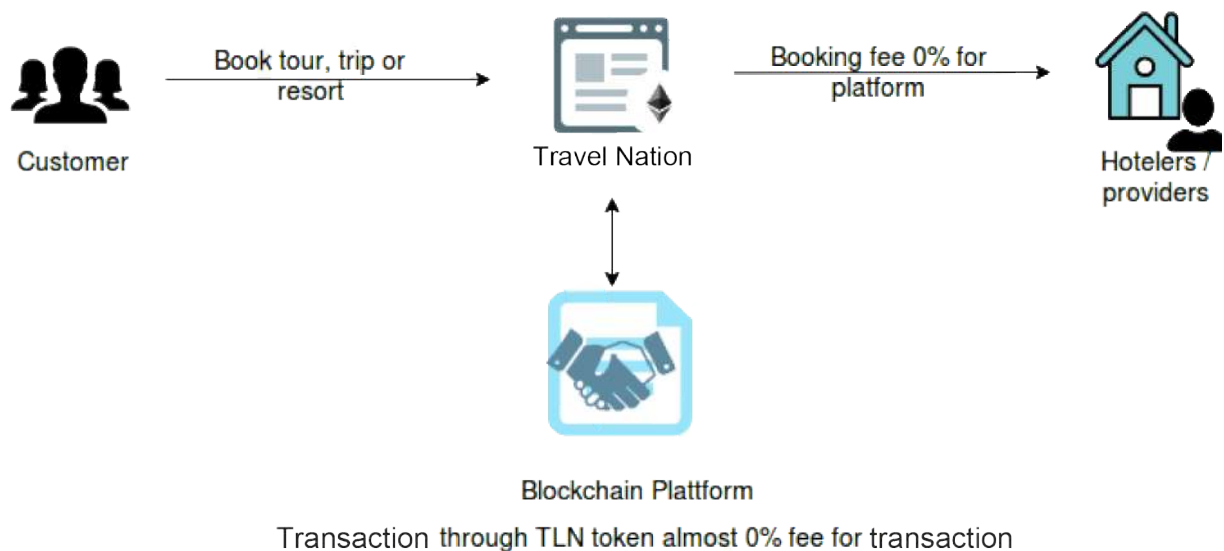 Book tour, trip or
resort
Booking fee 0% for
platform
Customer
Travel Nation
Hotelers /
providers
Blockchain Plattform
Transaction through TLN token almost 0% fee for transaction